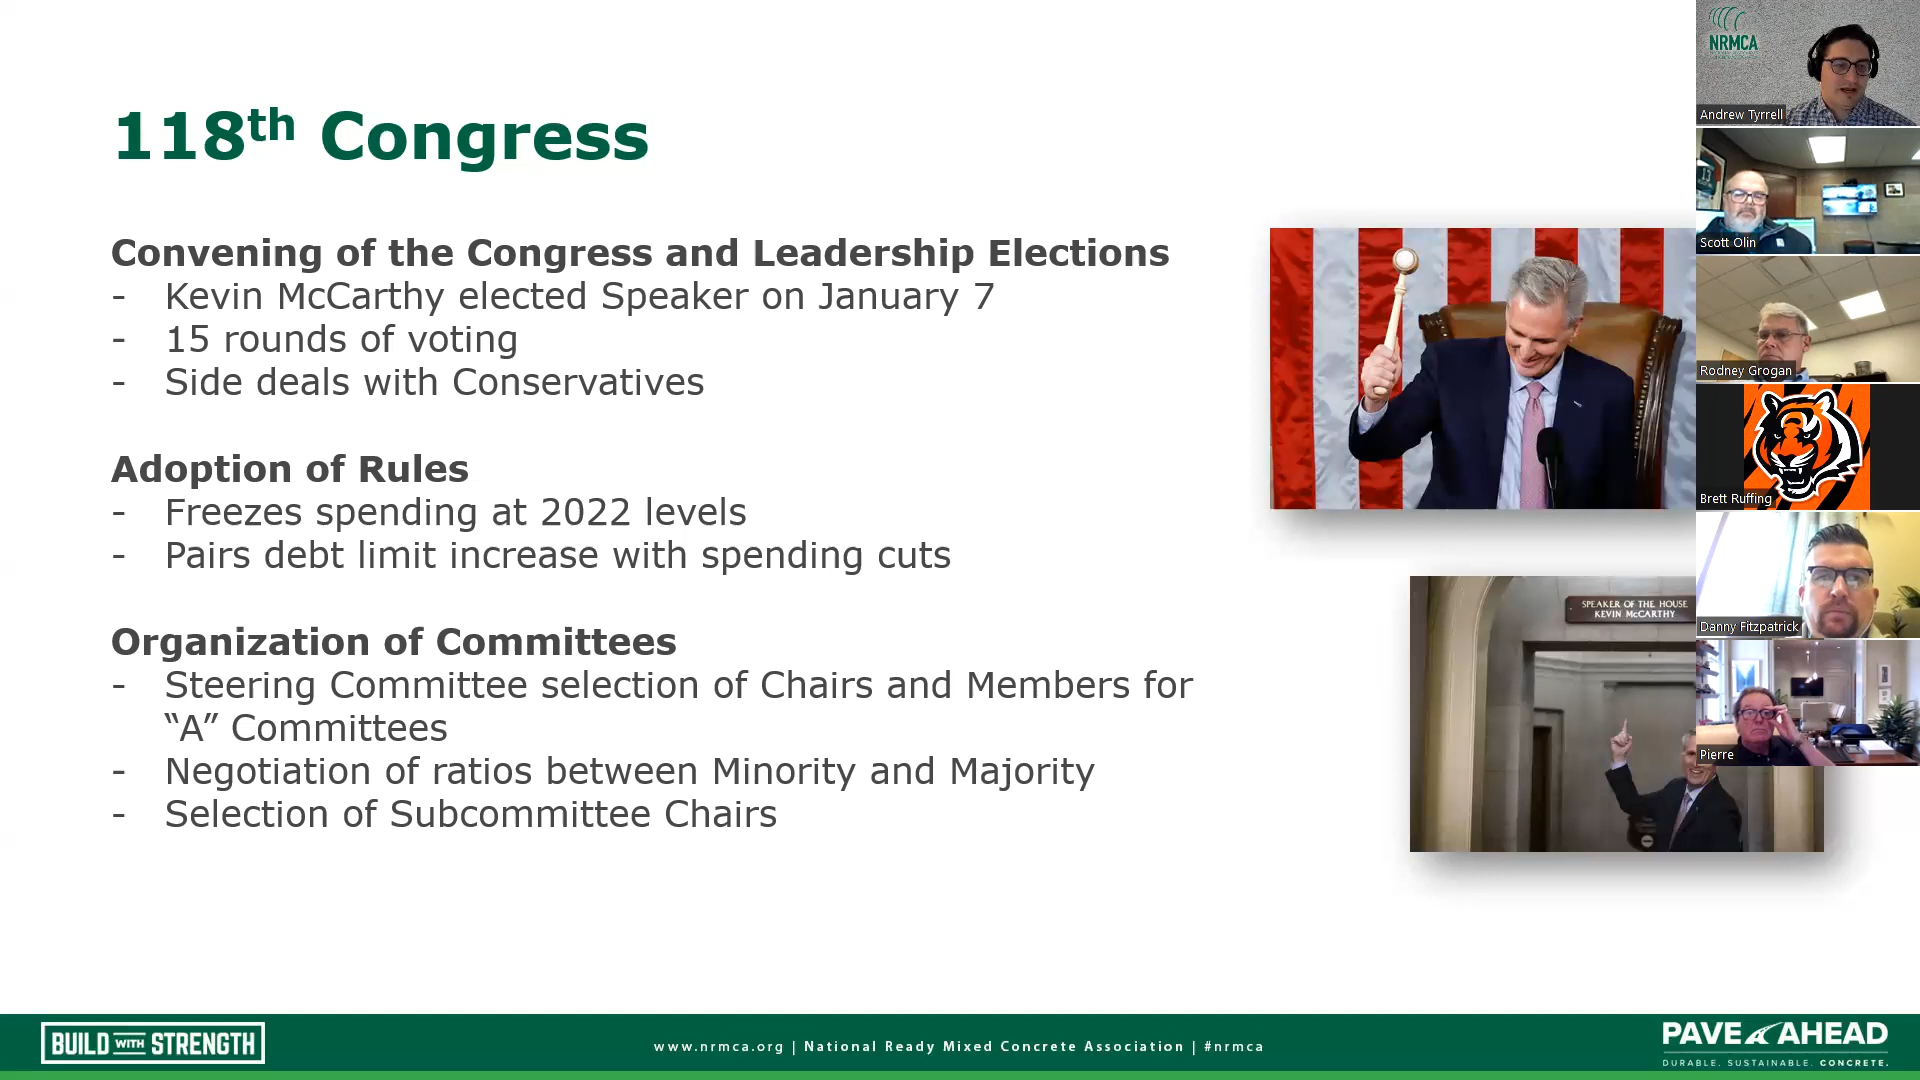 118th Congress
Convening of the Congress and Leadership Elections
- Kevin McCarthy elected Speaker on January 7
- 15 rounds of voting
- Side deals with Conservatives
Adoption of Rules
- Freezes spending at 2022 levels
- Pairs debt limit increase with spending cuts
Organization of Committees
- Steering Committee selection of Chairs and Members for
“A” Committees
- Negotiation of ratios between Minority and Majority
- Selection of Subcommittee Chairs
SPEAKER OF THE HOUSE
KEVIN McCARTHY
NRMCA
Andrew Tyrrell
13
Scott Olin
Rodney Grogan
Brett Ruffing
Danny Fitzpatrick
Pierre
BUILD WITH STRENGTH
www.nrmca.org | National Ready Mixed Concrete Association | #nrmca
PAVE AHEAD
DURABLE. SUSTAINABLE. CONCRETE.